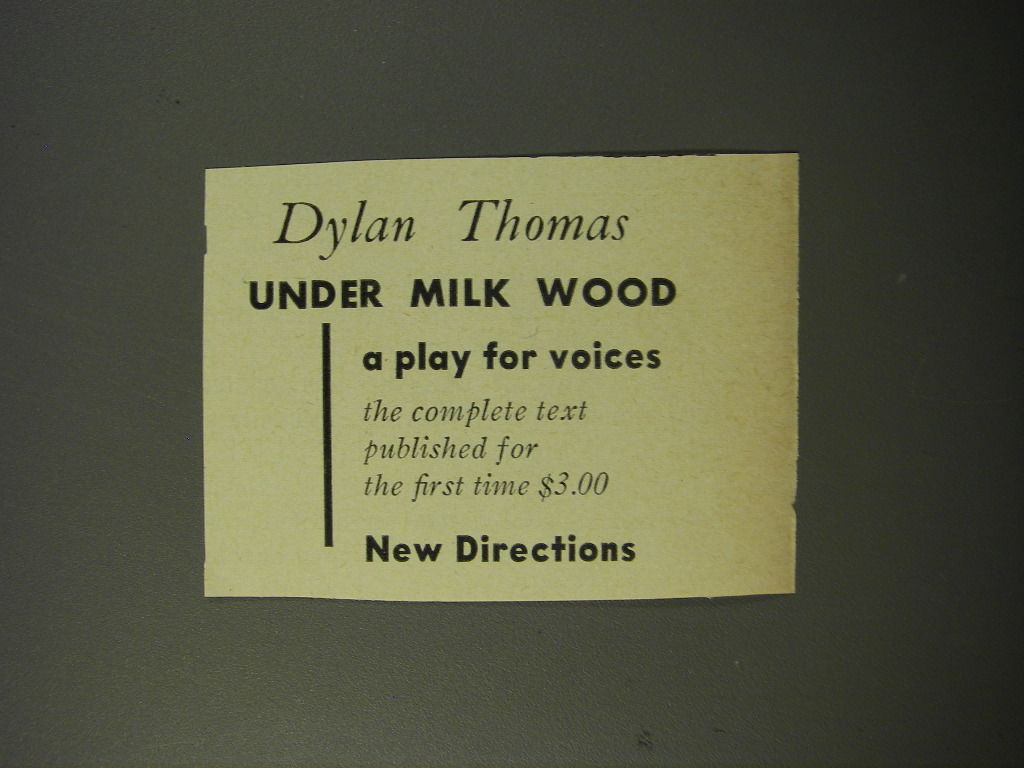 Dylan Thomas
UNDER MILK WOOD
a play for voices
the complete text
published for
the first time $3.00
New Directions